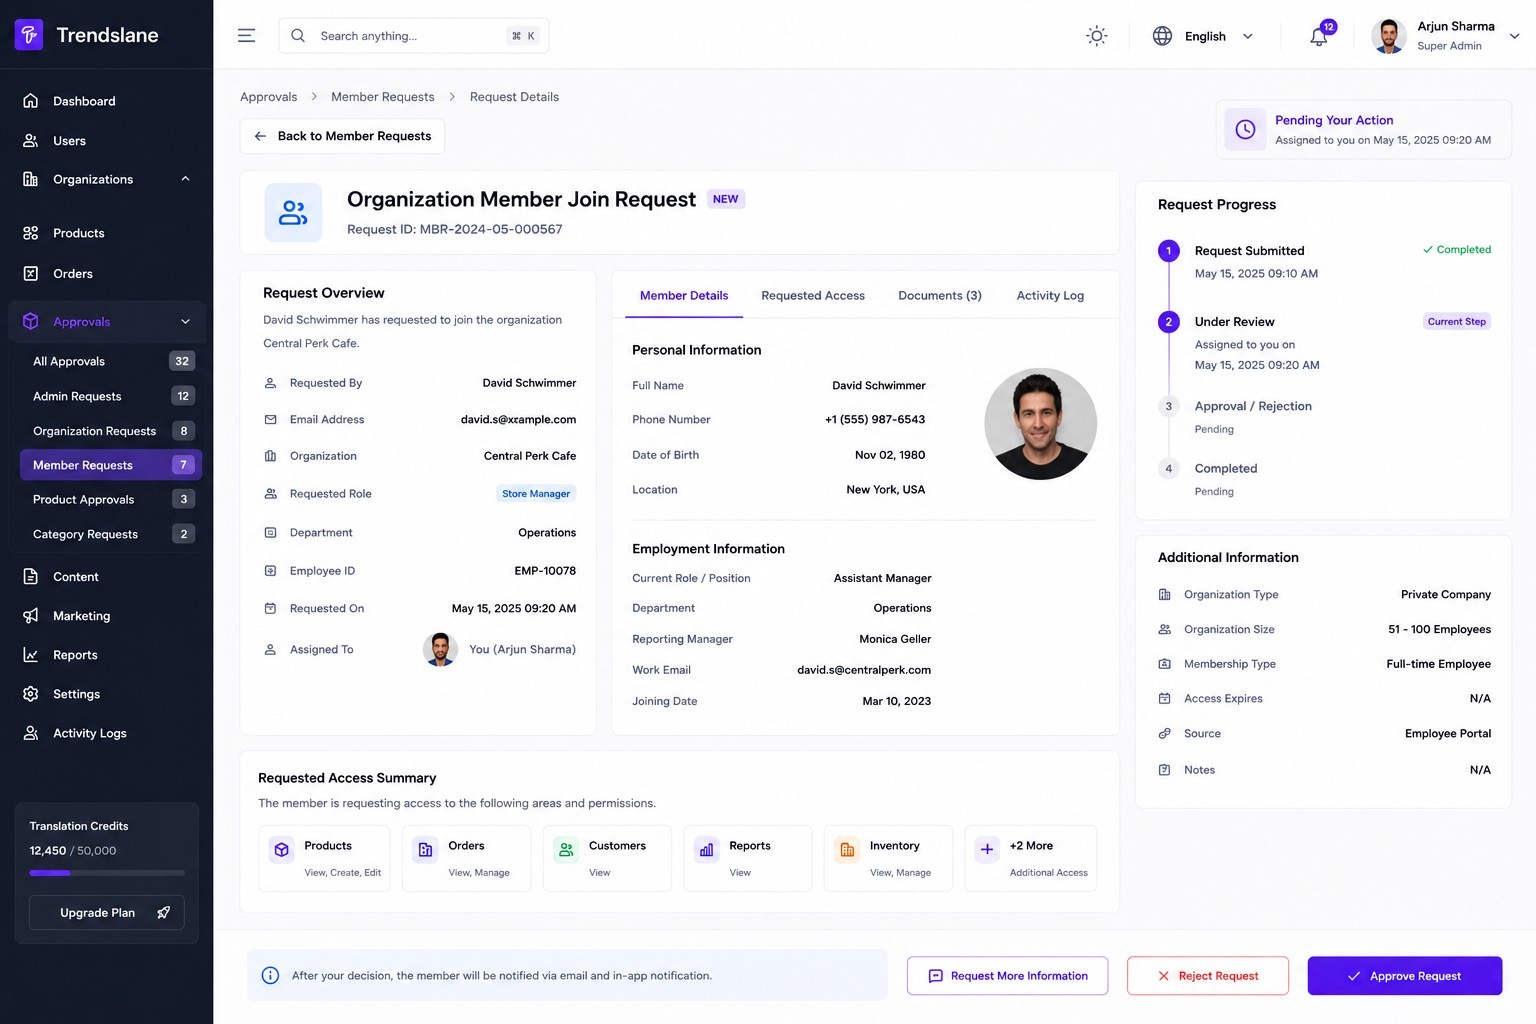 Trendslane
Search anything...
⌘ K
English
12
Arjun Sharma
Super Admin
Dashboard
Users
Organizations
Products
Orders
Approvals
All Approvals 32
Admin Requests 12
Organization Requests 8
Member Requests 7
Product Approvals 3
Category Requests 2
Content
Marketing
Reports
Settings
Activity Logs
Translation Credits
12,450 / 50,000
Upgrade Plan
Approvals > Member Requests > Request Details
Back to Member Requests
Pending Your Action
Assigned to you on May 15, 2025 09:20 AM
Organization Member Join Request NEW
Request ID: MBR-2024-05-000567
Request Overview
David Schwimmer has requested to join the organization
Central Perk Cafe.
Requested By David Schwimmer
Email Address david.s@xrample.com
Organization Central Perk Cafe
Requested Role Store Manager
Department Operations
Employee ID EMP-10078
Requested On May 15, 2025 09:20 AM
Assigned To You (Arjun Sharma)
Member Details Requested Access Documents (3) Activity Log
Personal Information
Full Name David Schwimmer
Phone Number +1 (555) 987-6543
Date of Birth Nov 02, 1980
Location New York, USA
Employment Information
Current Role / Position Assistant Manager
Department Operations
Reporting Manager Monica Geller
Work Email david.s@centralperk.com
Joining Date Mar 10, 2023
Request Progress
1 Request Submitted Completed
May 15, 2025 09:10 AM
2 Under Review Current Step
Assigned to you on
May 15, 2025 09:20 AM
3 Approval / Rejection
Pending
4 Completed
Pending
Additional Information
Organization Type Private Company
Organization Size 51 - 100 Employees
Membership Type Full-time Employee
Access Expires N/A
Source Employee Portal
Notes N/A
Requested Access Summary
The member is requesting access to the following areas and permissions.
Products
View, Create, Edit
Orders
View, Manage
Customers
View
Reports
View
Inventory
View, Manage
+2 More
Additional Access
After your decision, the member will be notified via email and in-app notification.
Request More Information
Reject Request
Approve Request